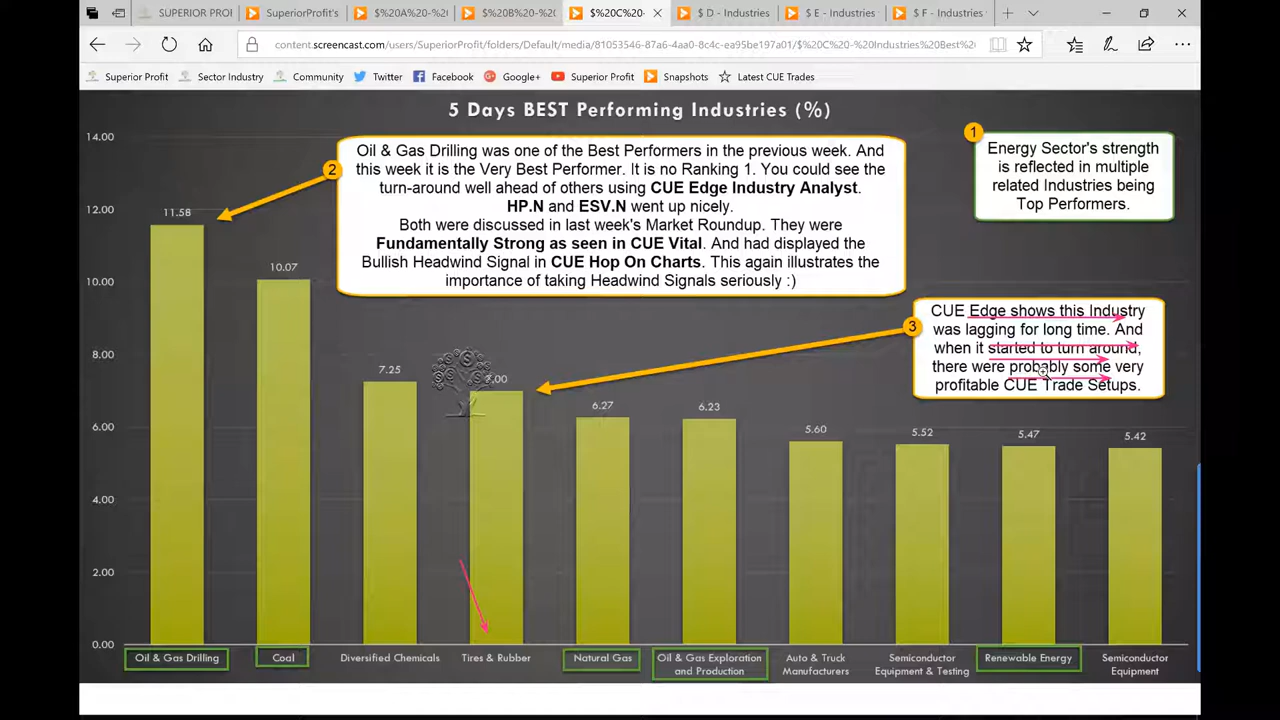 SUPERIOR PROI
SuperiorProfit's
$%20A%20-%
$%20B%20-%20
$%20C%20-
$ D - Industries
$ E - Industries
$ F - Industries
content.screencast.com/users/SuperiorProfit/folders/Default/media/81053546-87a6-4aa0-8c4c-ea95be197a01/$%20C%20-%20Industries%20Best%2
Superior Profit
Sector Industry
Community
Twitter
Facebook
Google+
Superior Profit
Snapshots
Latest CUE Trades
5 Days BEST Performing Industries (%)
14.00
12.00
10.00
8.00
6.00
4.00
2.00
0.00
1
Energy Sector's strength
is reflected in multiple
related Industries being
Top Performers.
2
Oil & Gas Drilling was one of the Best Performers in the previous week. And
this week it is the Very Best Performer. It is no Ranking 1. You could see the
turn-around well ahead of others using CUE Edge Industry Analyst.
HP.N and ESV.N went up nicely.
Both were discussed in last week's Market Roundup. They were
Fundamentally Strong as seen in CUE Vital. And had displayed the
Bullish Headwind Signal in CUE Hop On Charts. This again illustrates the
importance of taking Headwind Signals seriously :)
3
CUE Edge shows this Industry
was lagging for long time. And
when it started to turn around,
there were probably some very
profitable CUE Trade Setups.
11.58
10.07
7.25
7.00
6.27
6.23
5.60
5.52
5.47
5.42
Oil & Gas Drilling
Coal
Diversified Chemicals
Tires & Rubber
Natural Gas
Oil & Gas Exploration
and Production
Auto & Truck
Manufacturers
Semiconductor
Equipment & Testing
Renewable Energy
Semiconductor
Equipment